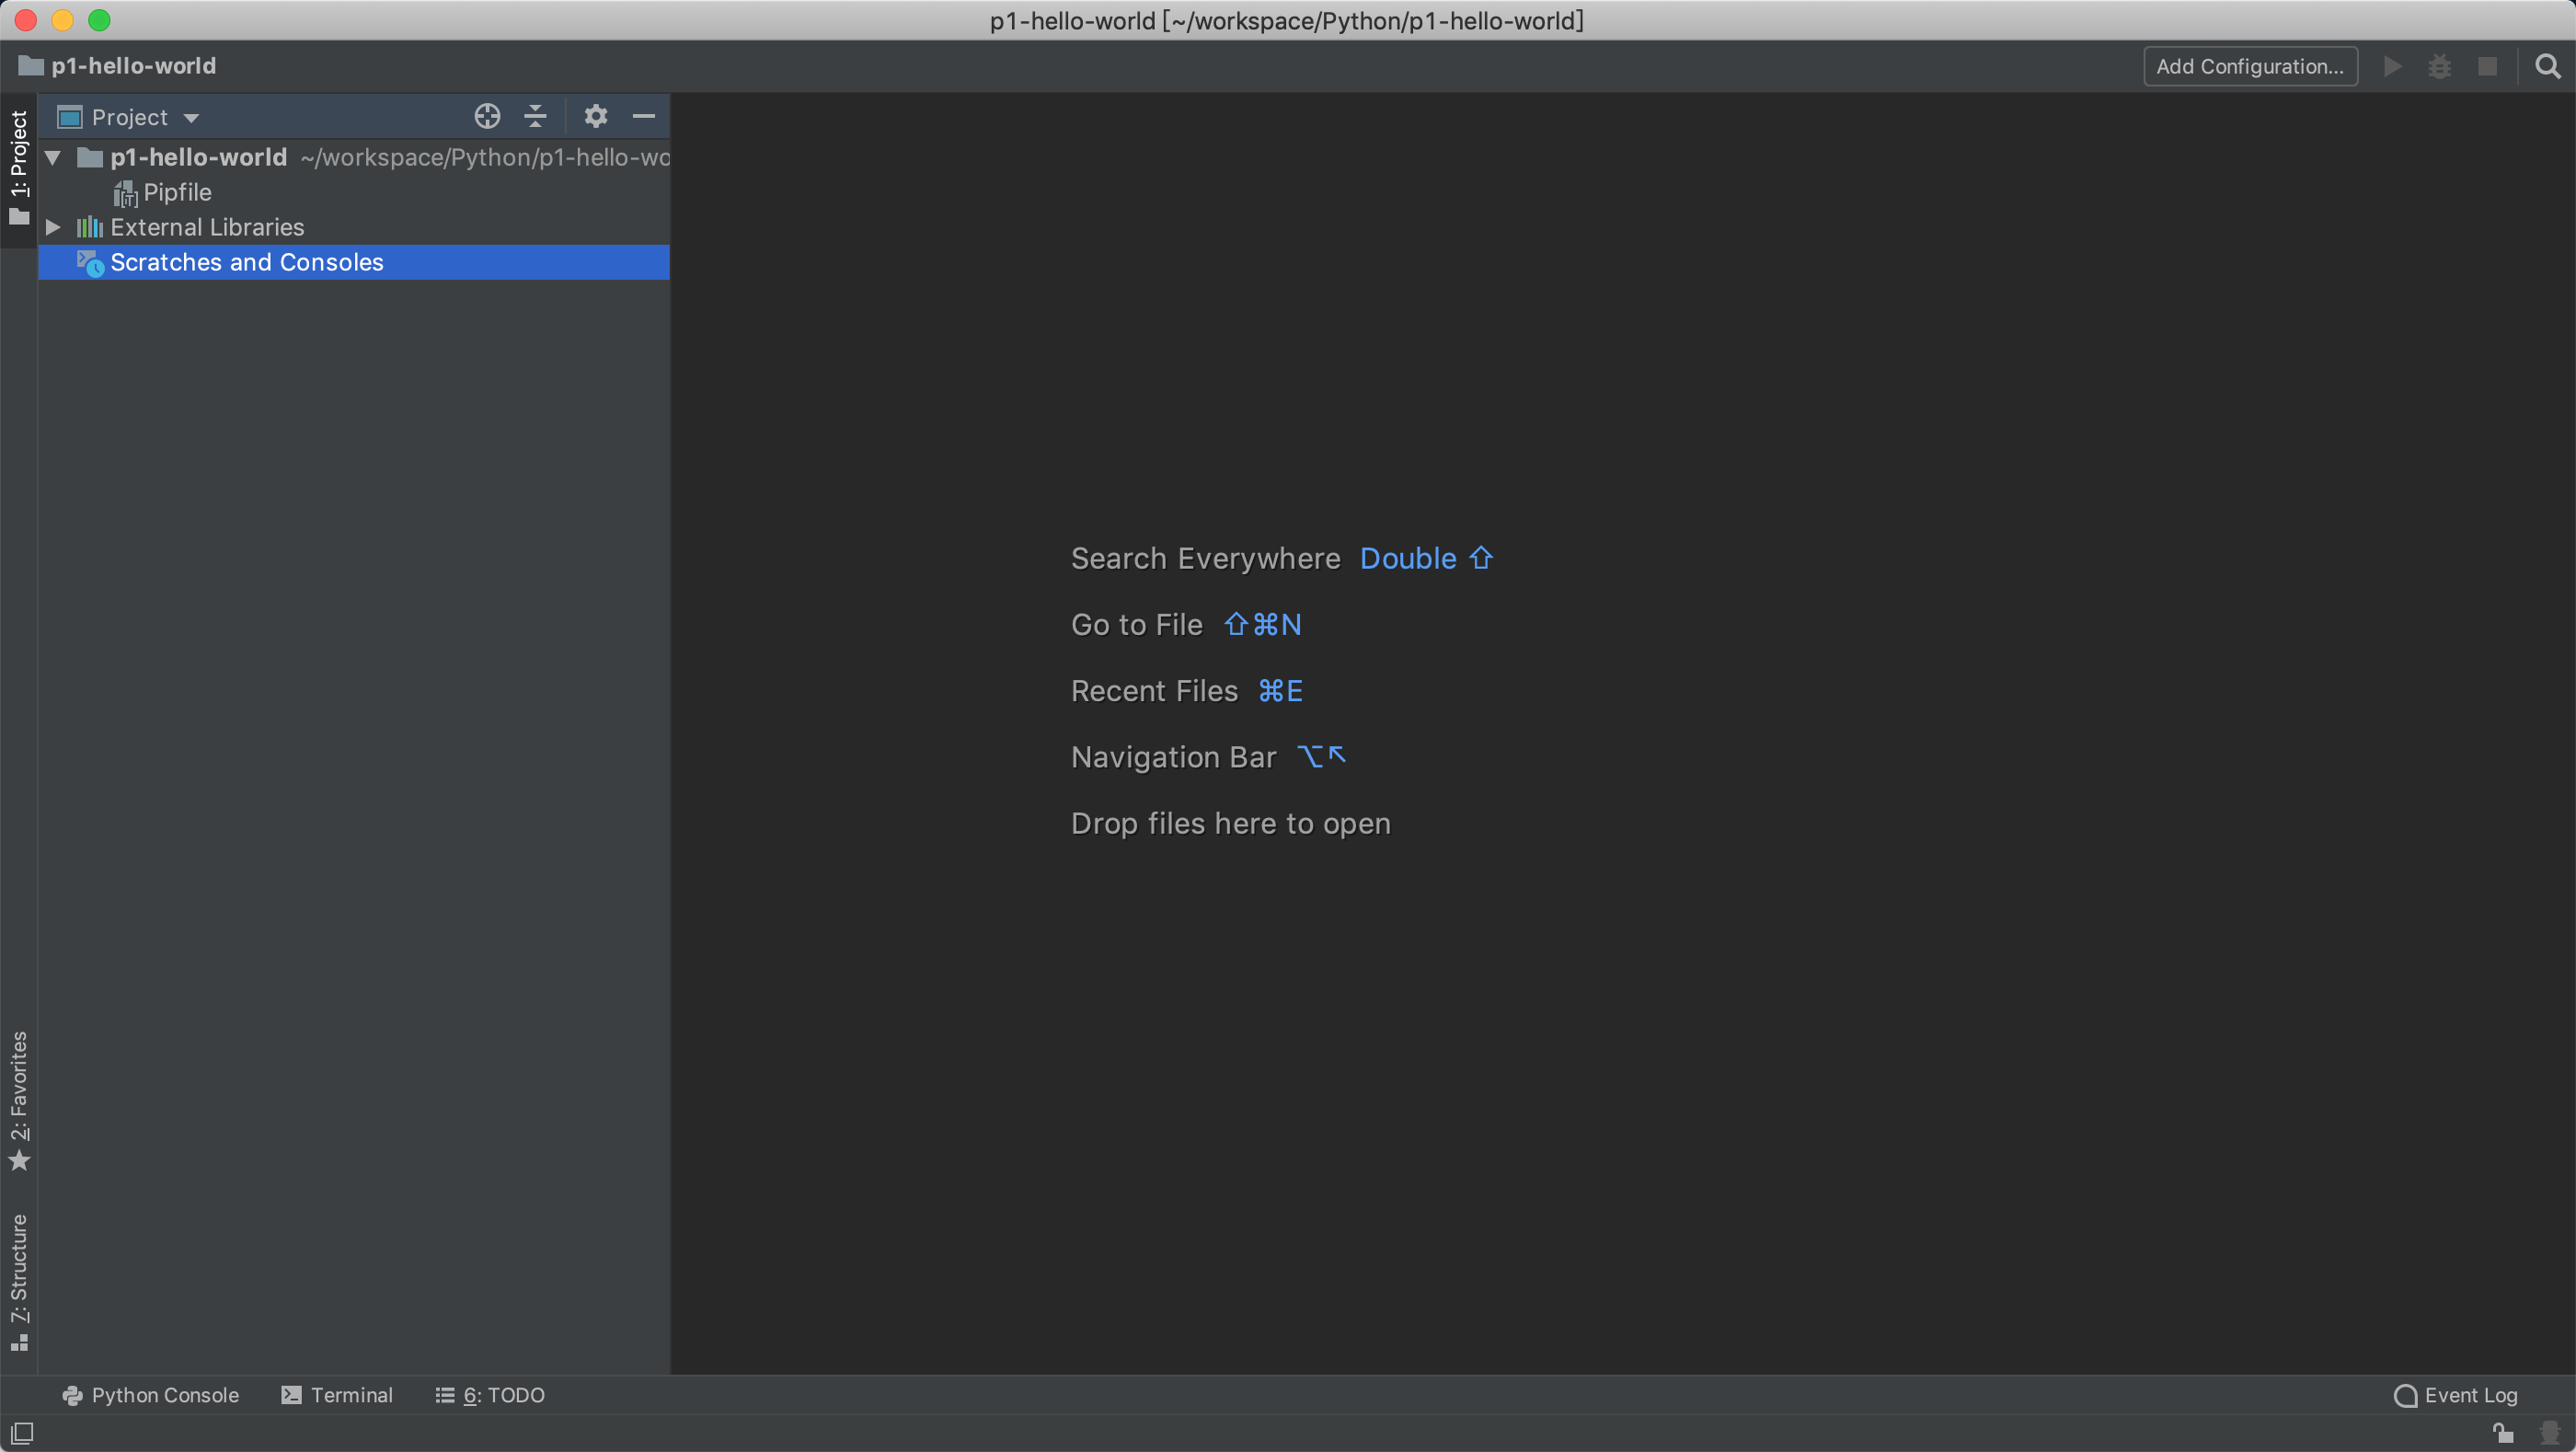 p1-hello-world [~/workspace/Python/p1-hello-world]
p1-hello-world
Add Configuration...
1: Project
Project
p1-hello-world ~/workspace/Python/p1-hello-wo
Pipfile
External Libraries
Scratches and Consoles
Search Everywhere Double ⇧
Go to File ⇧⌘N
Recent Files ⌘E
Navigation Bar ⌥↖
Drop files here to open
2: Favorites
7: Structure
Python Console
Terminal
6: TODO
Event Log